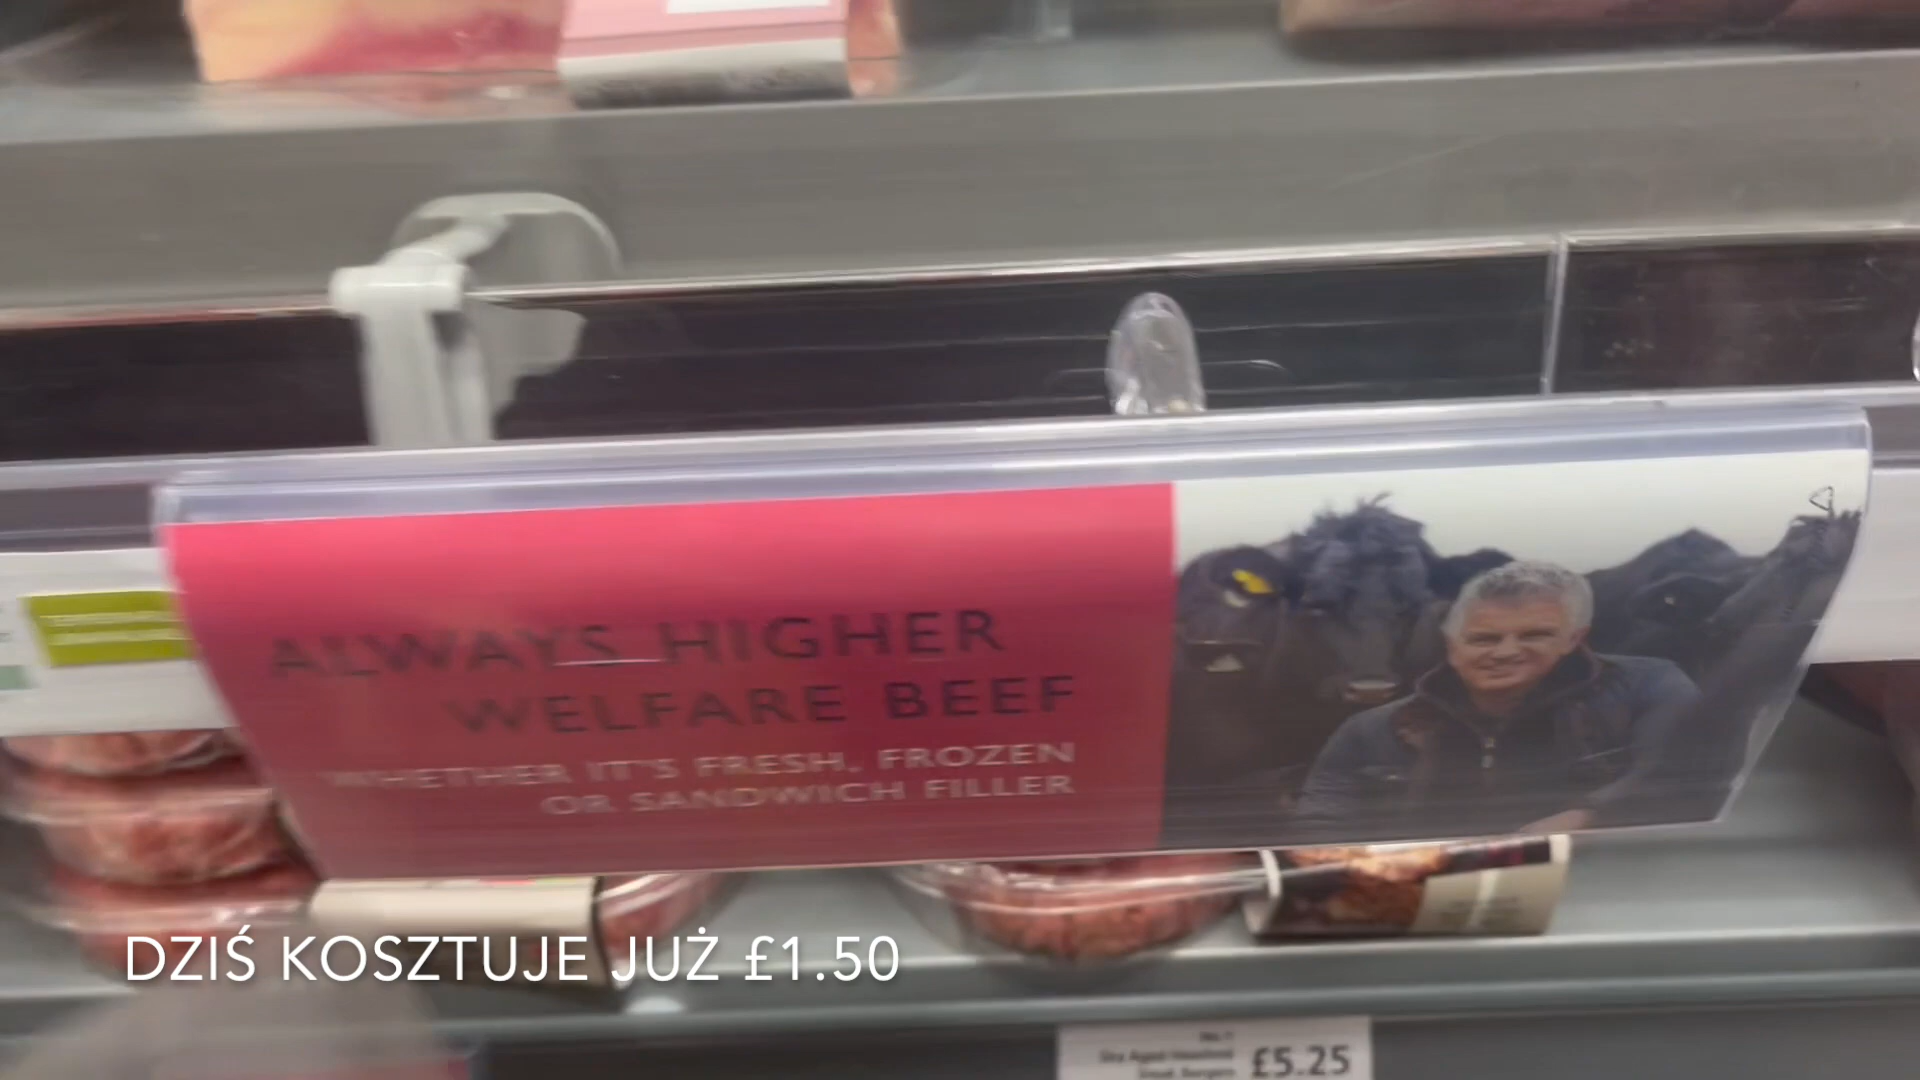 ALWAYS HIGHER
WELFARE BEEF
WHETHER IT'S FRESH, FROZEN
OR SANDWICH FILLER
DZIŚ KOSZTUJE JUŻ £1.50
£5.25